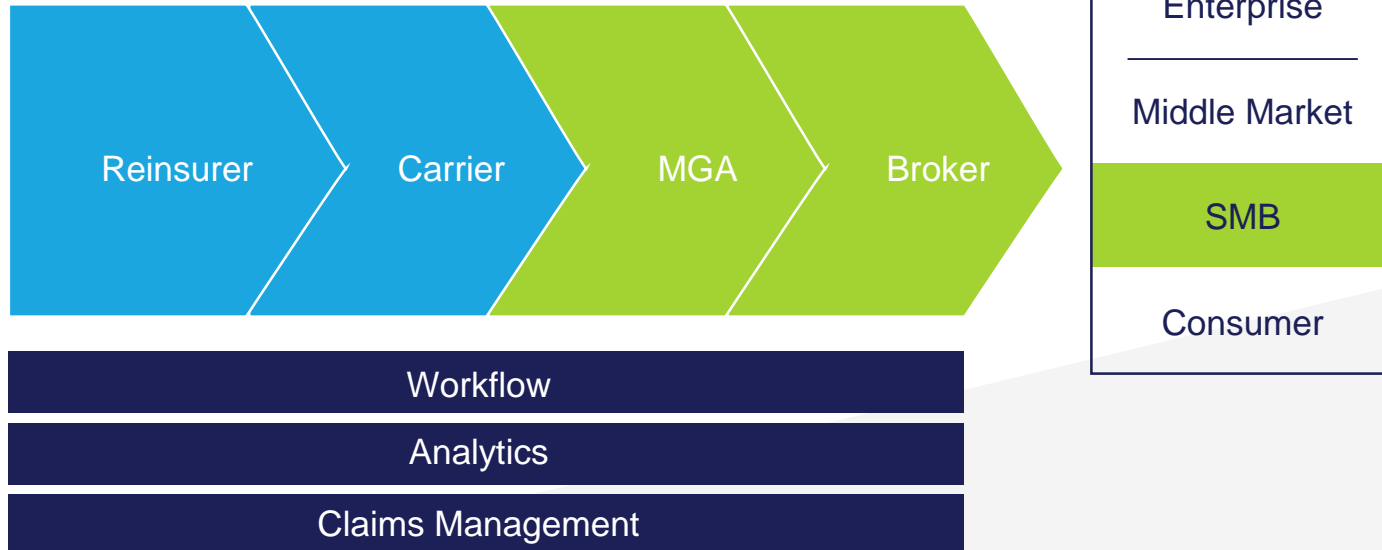 Enterprise
Middle Market
Reinsurer
Carrier
MGA
Broker
SMB
Consumer
Workflow
Analytics
Claims Management